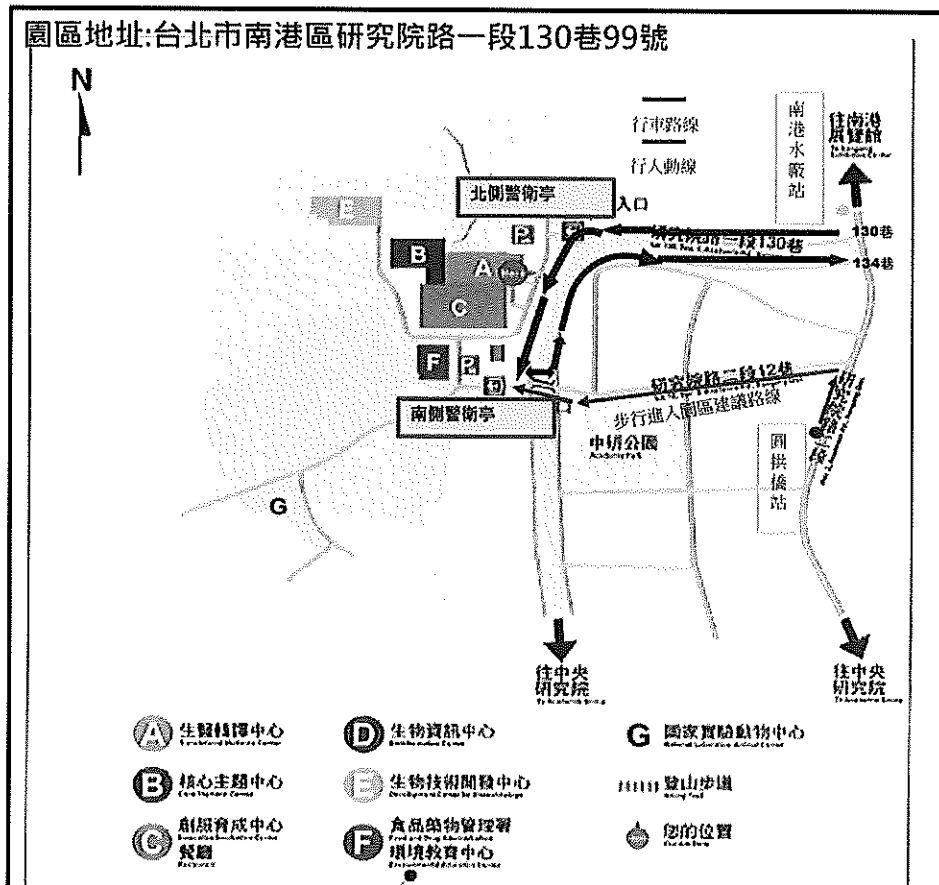 園區地址:台北市南港區研究院路一段130巷99號
N
行車路線
行人動線
南港水廠站
往南港
展覽館
北側警衛亭
入口
E
B
A
P
C
研究院路一段130巷
130巷
134巷
F
P
D
研究院路二段12巷
步行進入園區建議路線
南側警衛亭
中研公園
Academia Park
圓拱橋站
G
往中央
研究院
往中央
研究院
A 生醫轉譯中心
D 生物資訊中心
G 國家實驗動物中心
B 核心主題中心
E 生物技術開發中心
登山步道
C 創服育成中心
餐廳
F 食品藥物管理署
環境教育中心
您的位置